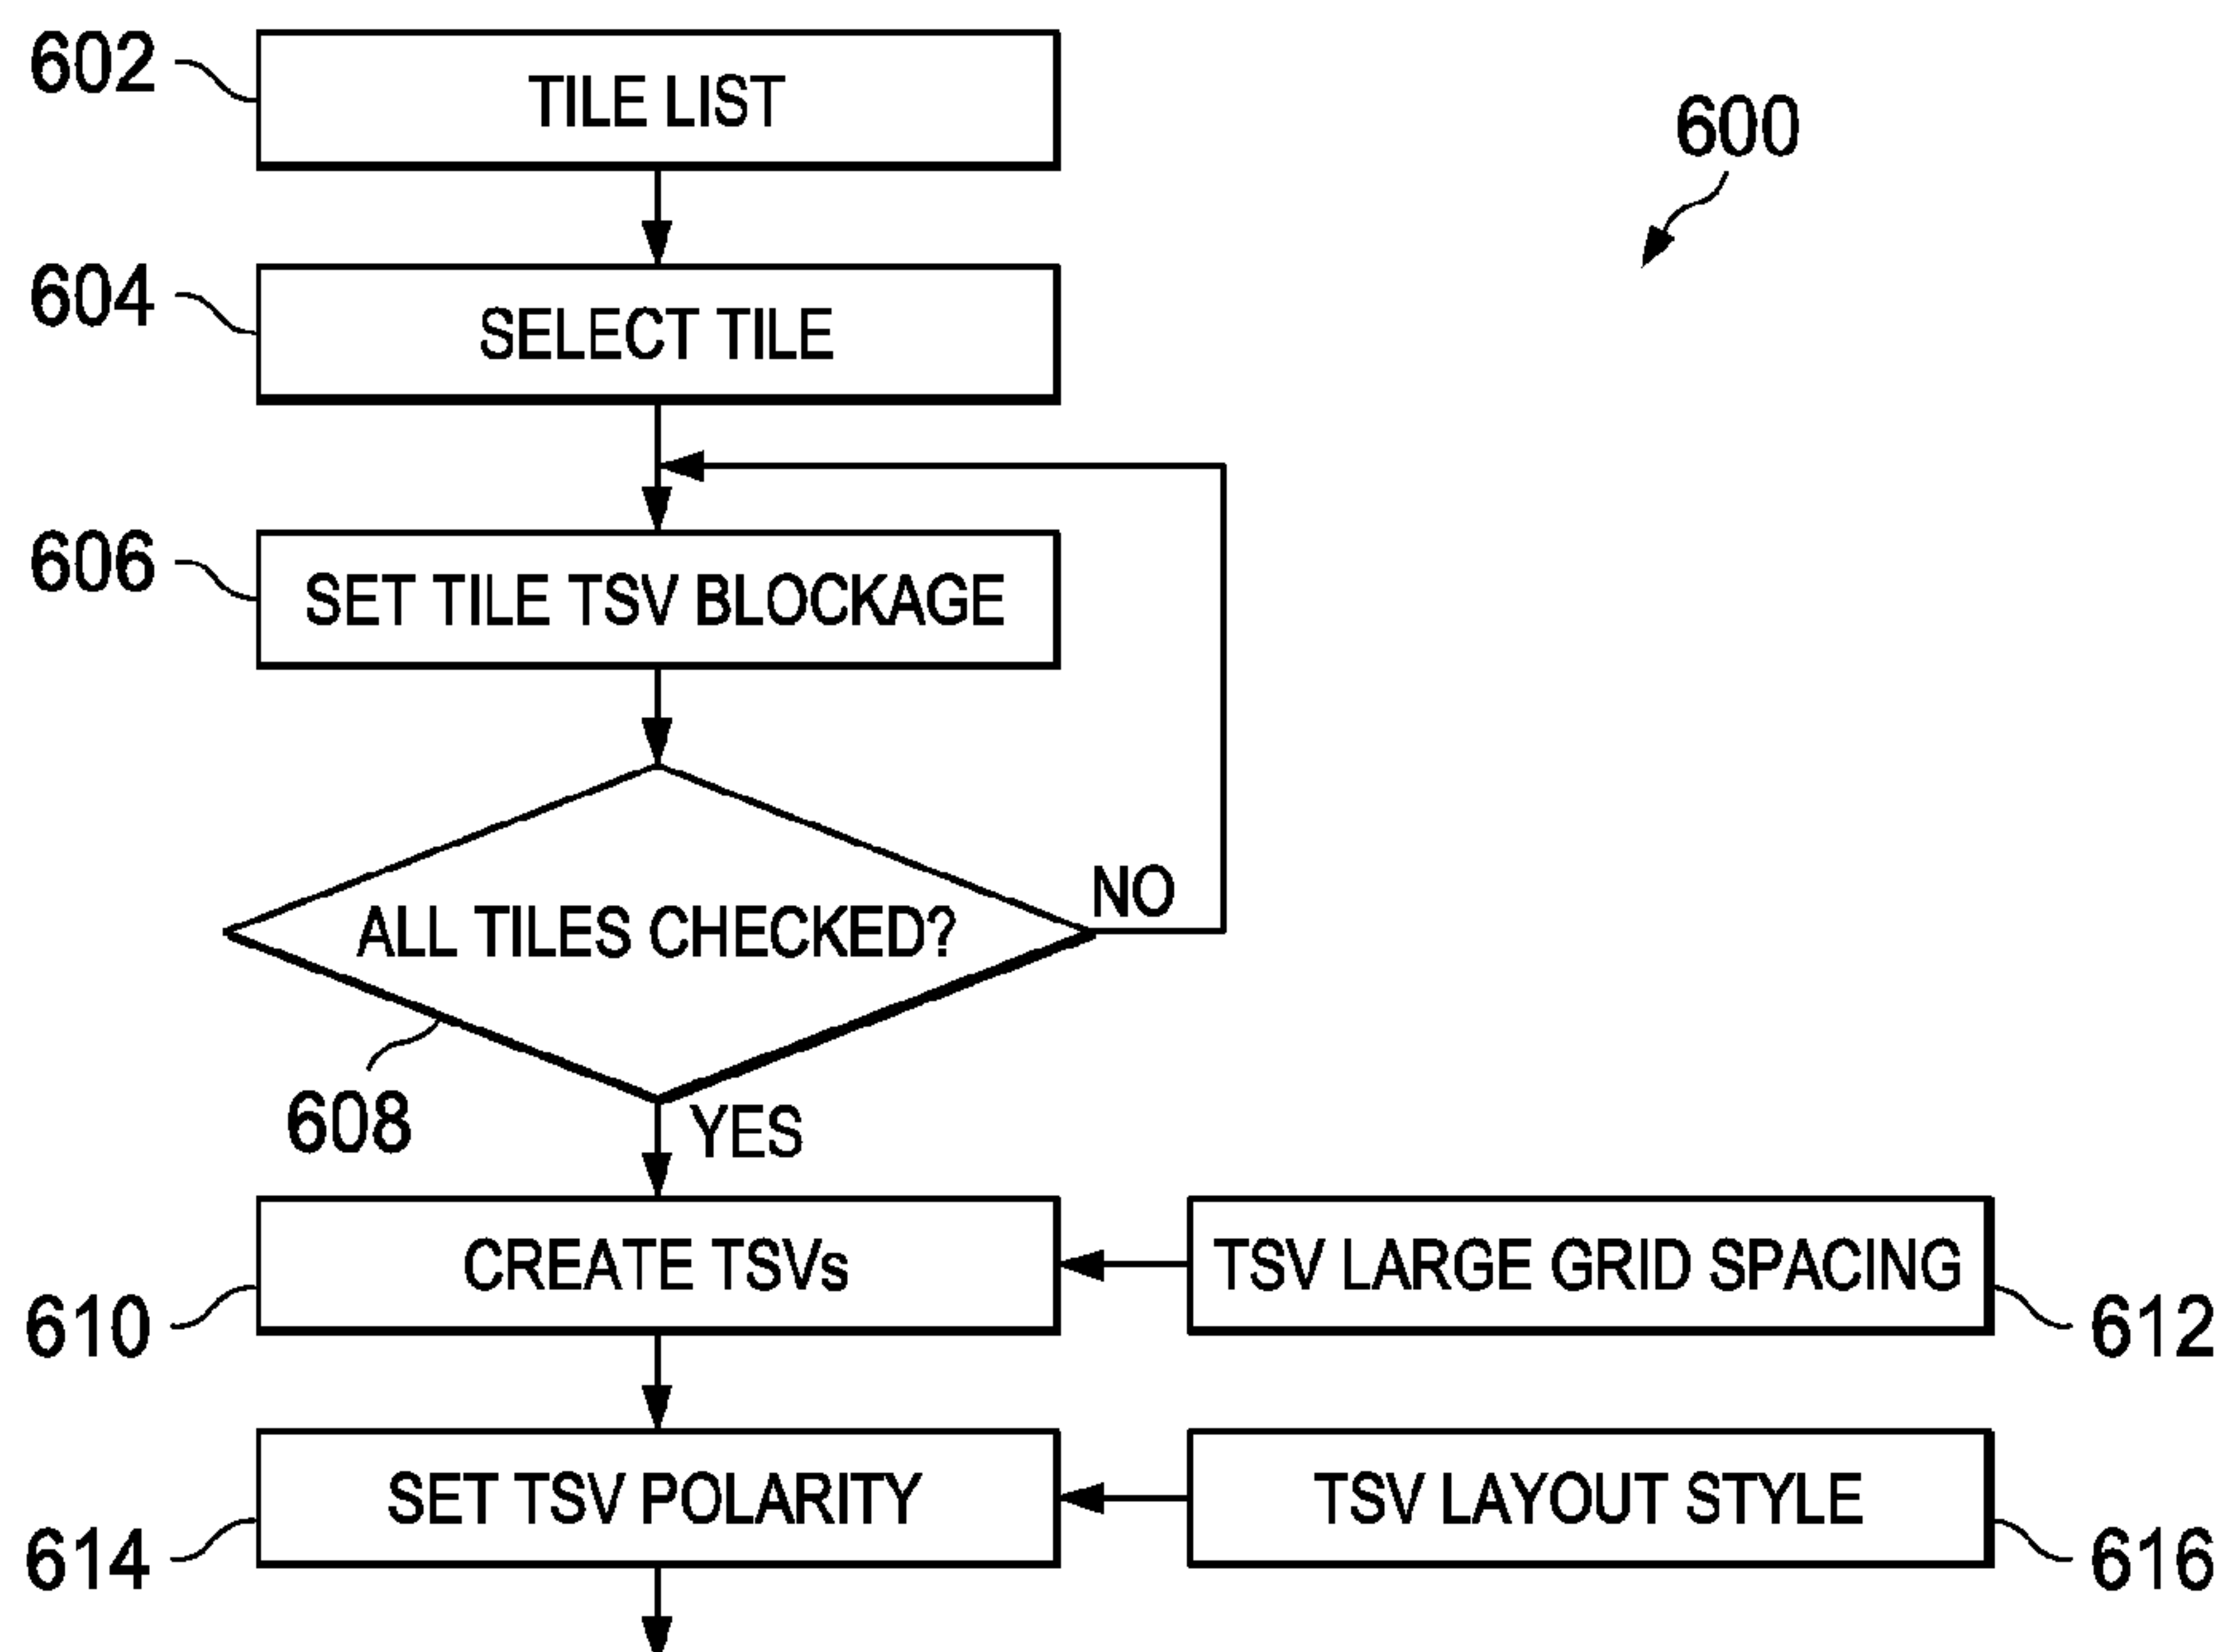 602
TILE LIST
600
604
SELECT TILE
606
SET TILE TSV BLOCKAGE
ALL TILES CHECKED?
NO
608
YES
CREATE TSVs
TSV LARGE GRID SPACING
610
612
SET TSV POLARITY
TSV LAYOUT STYLE
614
616